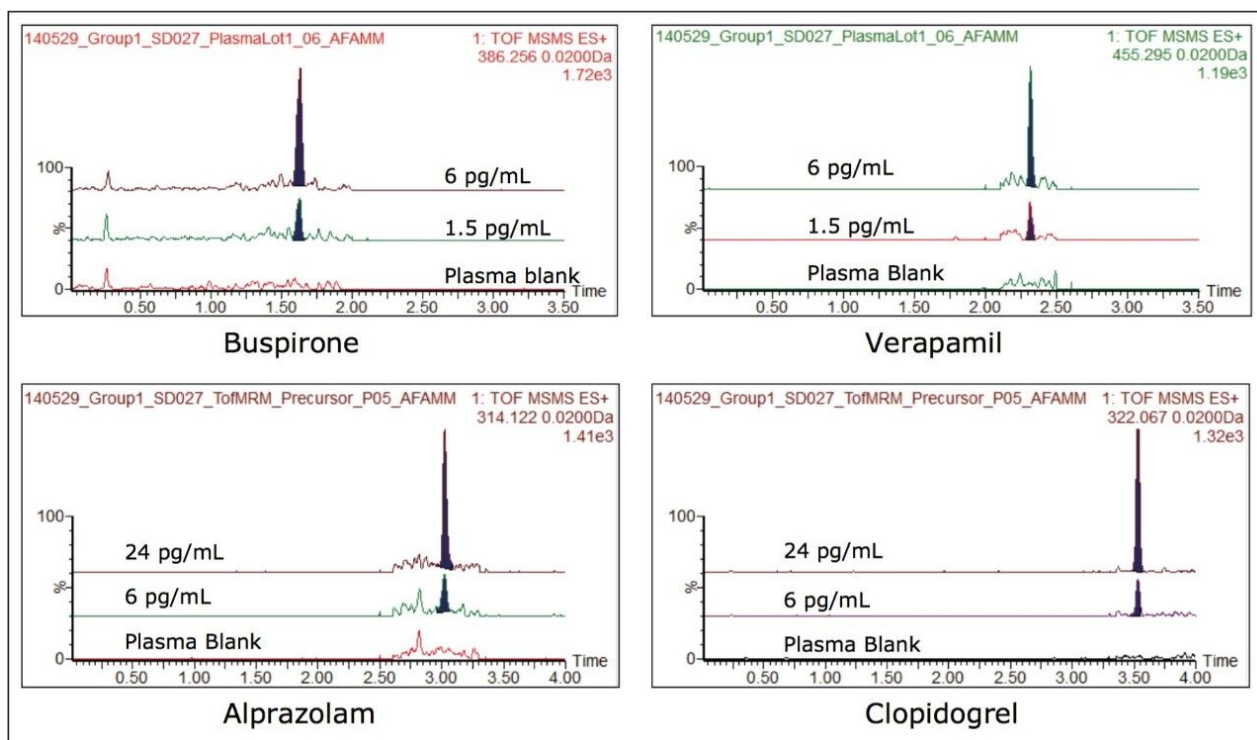 140529_Group1_SD027_PlasmaLot1_06_AFAMM 1: TOF MSMS ES+
386.256 0.0200Da
1.72e3
100
6 pg/mL
%
1.5 pg/mL
Plasma blank
0
Time
0.50 1.00 1.50 2.00 2.50 3.00 3.50
Buspirone
140529_Group1_SD027_PlasmaLot1_06_AFAMM 1: TOF MSMS ES+
455.295 0.0200Da
1.19e3
100
6 pg/mL
%
1.5 pg/mL
Plasma Blank
0
Time
0.50 1.00 1.50 2.00 2.50 3.00 3.50
Verapamil
140529_Group1_SD027_TofMRM_Precursor_P05_AFAMM 1: TOF MSMS ES+
314.122 0.0200Da
1.41e3
100
24 pg/mL
%
6 pg/mL
Plasma Blank
0
Time
0.50 1.00 1.50 2.00 2.50 3.00 3.50 4.00
Alprazolam
140529_Group1_SD027_TofMRM_Precursor_P05_AFAMM 1: TOF MSMS ES+
322.067 0.0200Da
1.32e3
100
24 pg/mL
%
6 pg/mL
Plasma Blank
0
Time
0.50 1.00 1.50 2.00 2.50 3.00 3.50 4.00
Clopidogrel